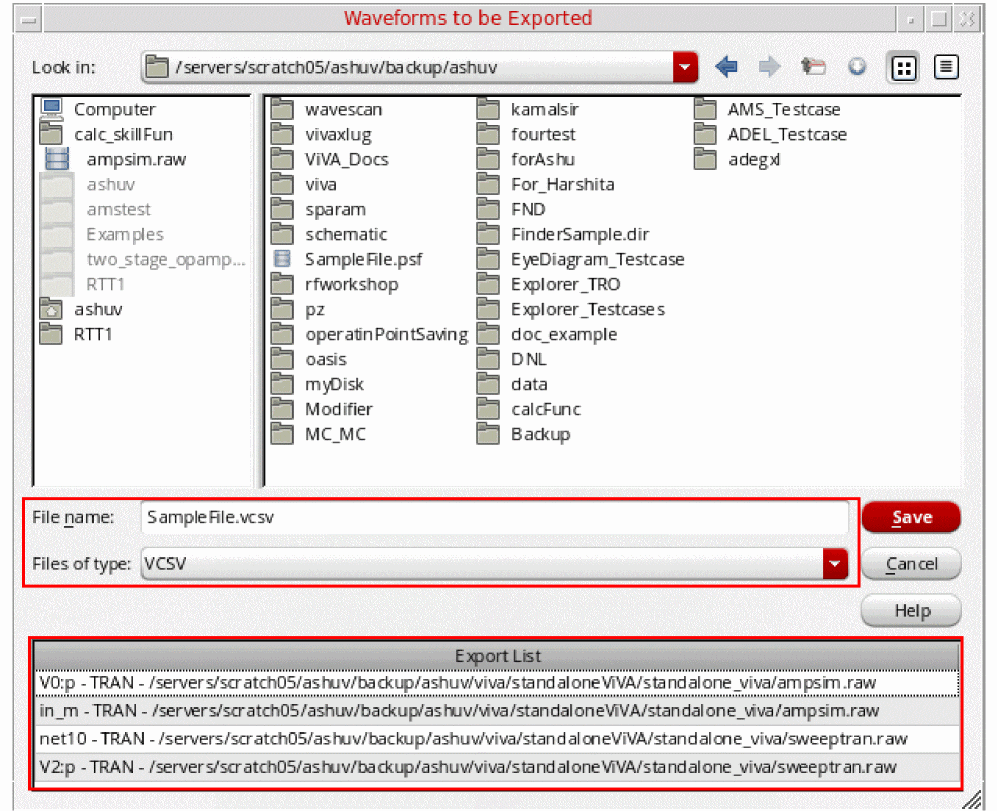 Waveforms to be Exported
Look in: /servers/scratch05/ashuv/backup/ashuv
Computer
calc_skillFun
ampsim.raw
ashuv
amstest
Examples
two_stage_opamp...
RTT1
ashuv
RTT1
wavescan
vivaxlug
ViVA_Docs
viva
sparam
schematic
SampleFile.psf
rfworkshop
pz
operatinPointSaving
oasis
myDisk
Modifier
MC_MC
kamalsir
fourtest
forAshu
For_Harshita
FND
FinderSample.dir
EyeDiagram_Testcase
Explorer_TRO
Explorer_Testcases
doc_example
DNL
data
calcFunc
Backup
AMS_Testcase
ADEL_Testcase
adegxl
File name: SampleFile.vcsv Save
Files of type: VCSV Cancel
Help
Export List
V0:p - TRAN - /servers/scratch05/ashuv/backup/ashuv/viva/standaloneViVA/standalone_viva/ampsim.raw
in_m - TRAN - /servers/scratch05/ashuv/backup/ashuv/viva/standaloneViVA/standalone_viva/ampsim.raw
net10 - TRAN - /servers/scratch05/ashuv/backup/ashuv/viva/standaloneViVA/standalone_viva/sweeptran.raw
V2:p - TRAN - /servers/scratch05/ashuv/backup/ashuv/viva/standaloneViVA/standalone_viva/sweeptran.raw